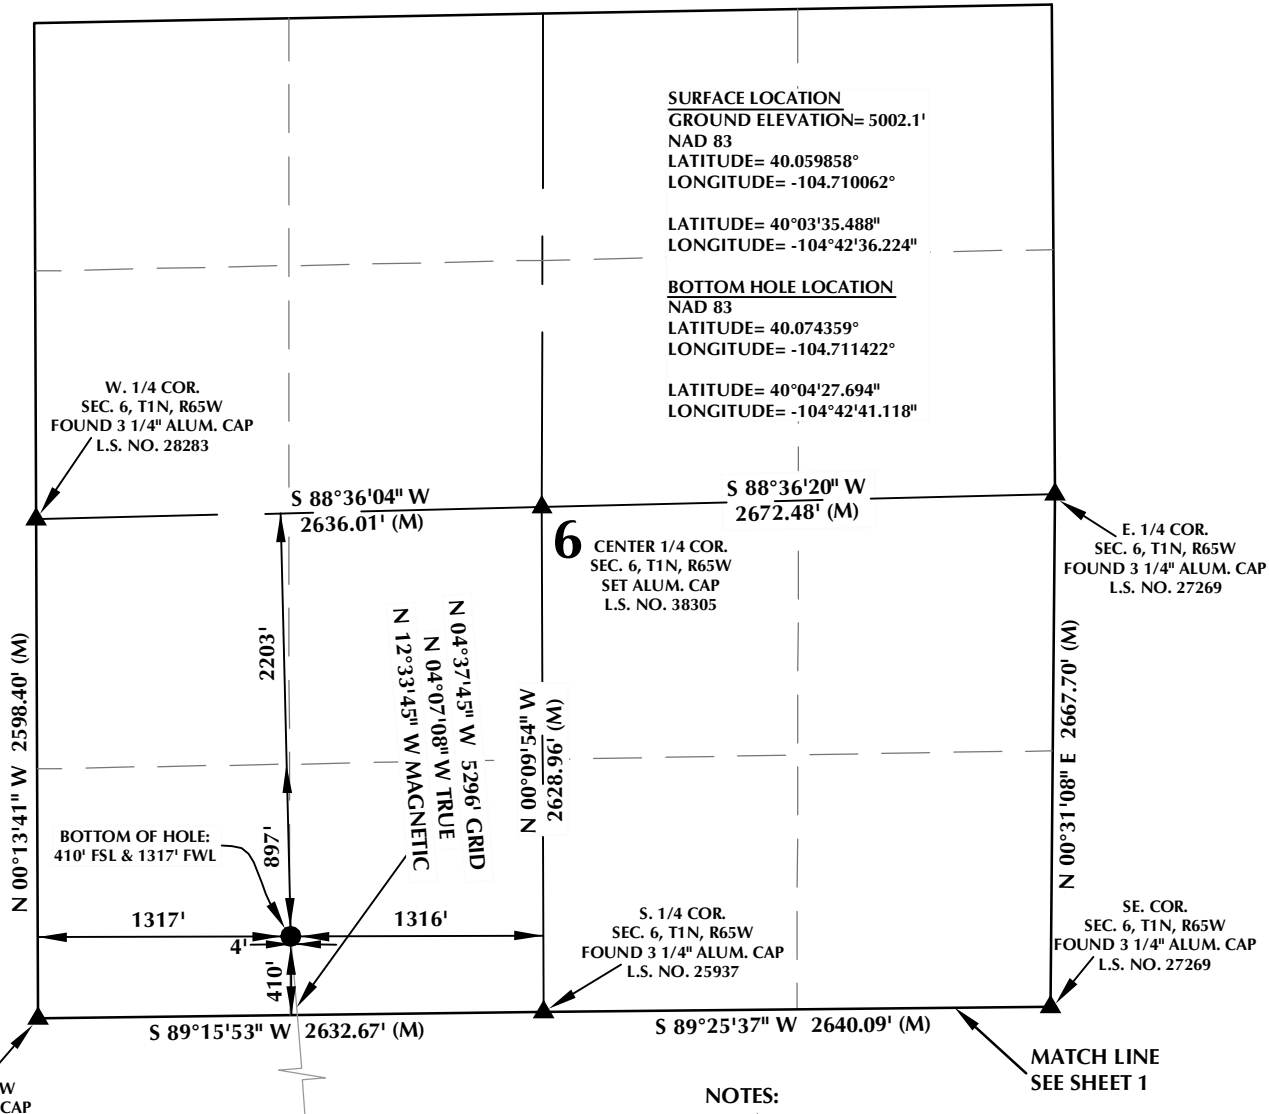 SURFACE LOCATION
GROUND ELEVATION= 5002.1'
NAD 83
LATITUDE= 40.059858°
LONGITUDE= -104.710062°
LATITUDE= 40°03'35.488"
LONGITUDE= -104°42'36.224"
BOTTOM HOLE LOCATION
NAD 83
LATITUDE= 40.074359°
LONGITUDE= -104.711422°
LATITUDE= 40°04'27.694"
LONGITUDE= -104°42'41.118"
W. 1/4 COR.
SEC. 6, T1N, R65W
FOUND 3 1/4" ALUM. CAP
L.S. NO. 28283
S 88°36'04" W
2636.01' (M)
S 88°36'20" W
2672.48' (M)
6
CENTER 1/4 COR.
SEC. 6, T1N, R65W
SET ALUM. CAP
L.S. NO. 38305
E. 1/4 COR.
SEC. 6, T1N, R65W
FOUND 3 1/4" ALUM. CAP
L.S. NO. 27269
N 00°13'41" W 2598.40' (M)
2203'
N 04°37'45" W 5296' GRID
N 04°07'08" W TRUE
N 12°33'45" W MAGNETIC
N 00°09'54" W
2628.96' (M)
N 00°31'08" E 2667.70' (M)
BOTTOM OF HOLE:
410' FSL & 1317' FWL
897'
1317'
1316'
4'
410'
S. 1/4 COR.
SEC. 6, T1N, R65W
FOUND 3 1/4" ALUM. CAP
L.S. NO. 25937
SE. COR.
SEC. 6, T1N, R65W
FOUND 3 1/4" ALUM. CAP
L.S. NO. 27269
S 89°15'53" W 2632.67' (M)
S 89°25'37" W 2640.09' (M)
MATCH LINE
SEE SHEET 1
W
CAP
NOTES: